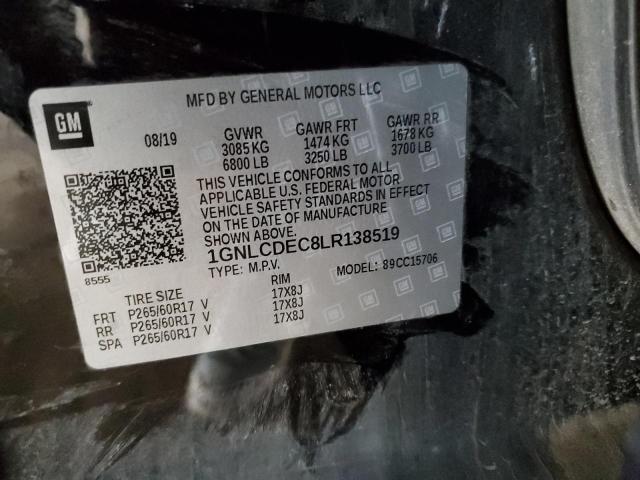 MFD BY GENERAL MOTORS LLC
GM
08/19 GVWR GAWR FRT GAWR RR
3085 KG 1474 KG 1678 KG
6800 LB 3250 LB 3700 LB
THIS VEHICLE CONFORMS TO ALL
APPLICABLE U.S. FEDERAL MOTOR
VEHICLE SAFETY STANDARDS IN EFFECT
ON THE DATE OF MANUFACTURE
SHOWN ABOVE.
1GNLCDEC8LR138519
8555 TYPE: M.P.V. MODEL: 89CC15706
TIRE SIZE RIM
FRT P265/60R17 V 17X8J
RR P265/60R17 V 17X8J
SPA P265/60R17 V 17X8J